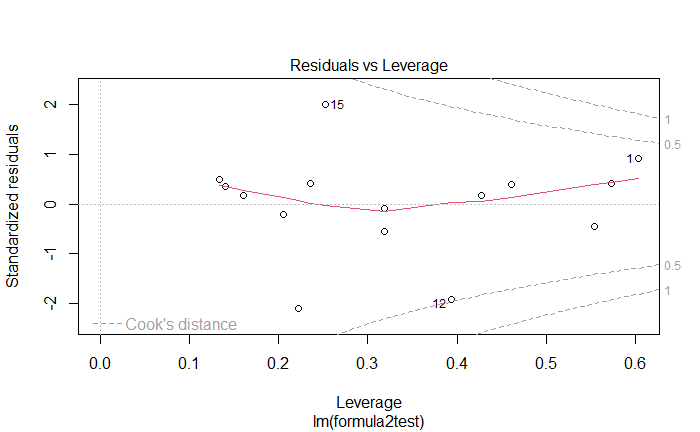 Residuals vs Leverage
Standardized residuals
2
1
0
-1
-2
15
1
12
1
0.5
0.5
1
Cook's distance
0.0 0.1 0.2 0.3 0.4 0.5 0.6
Leverage
lm(formula2test)